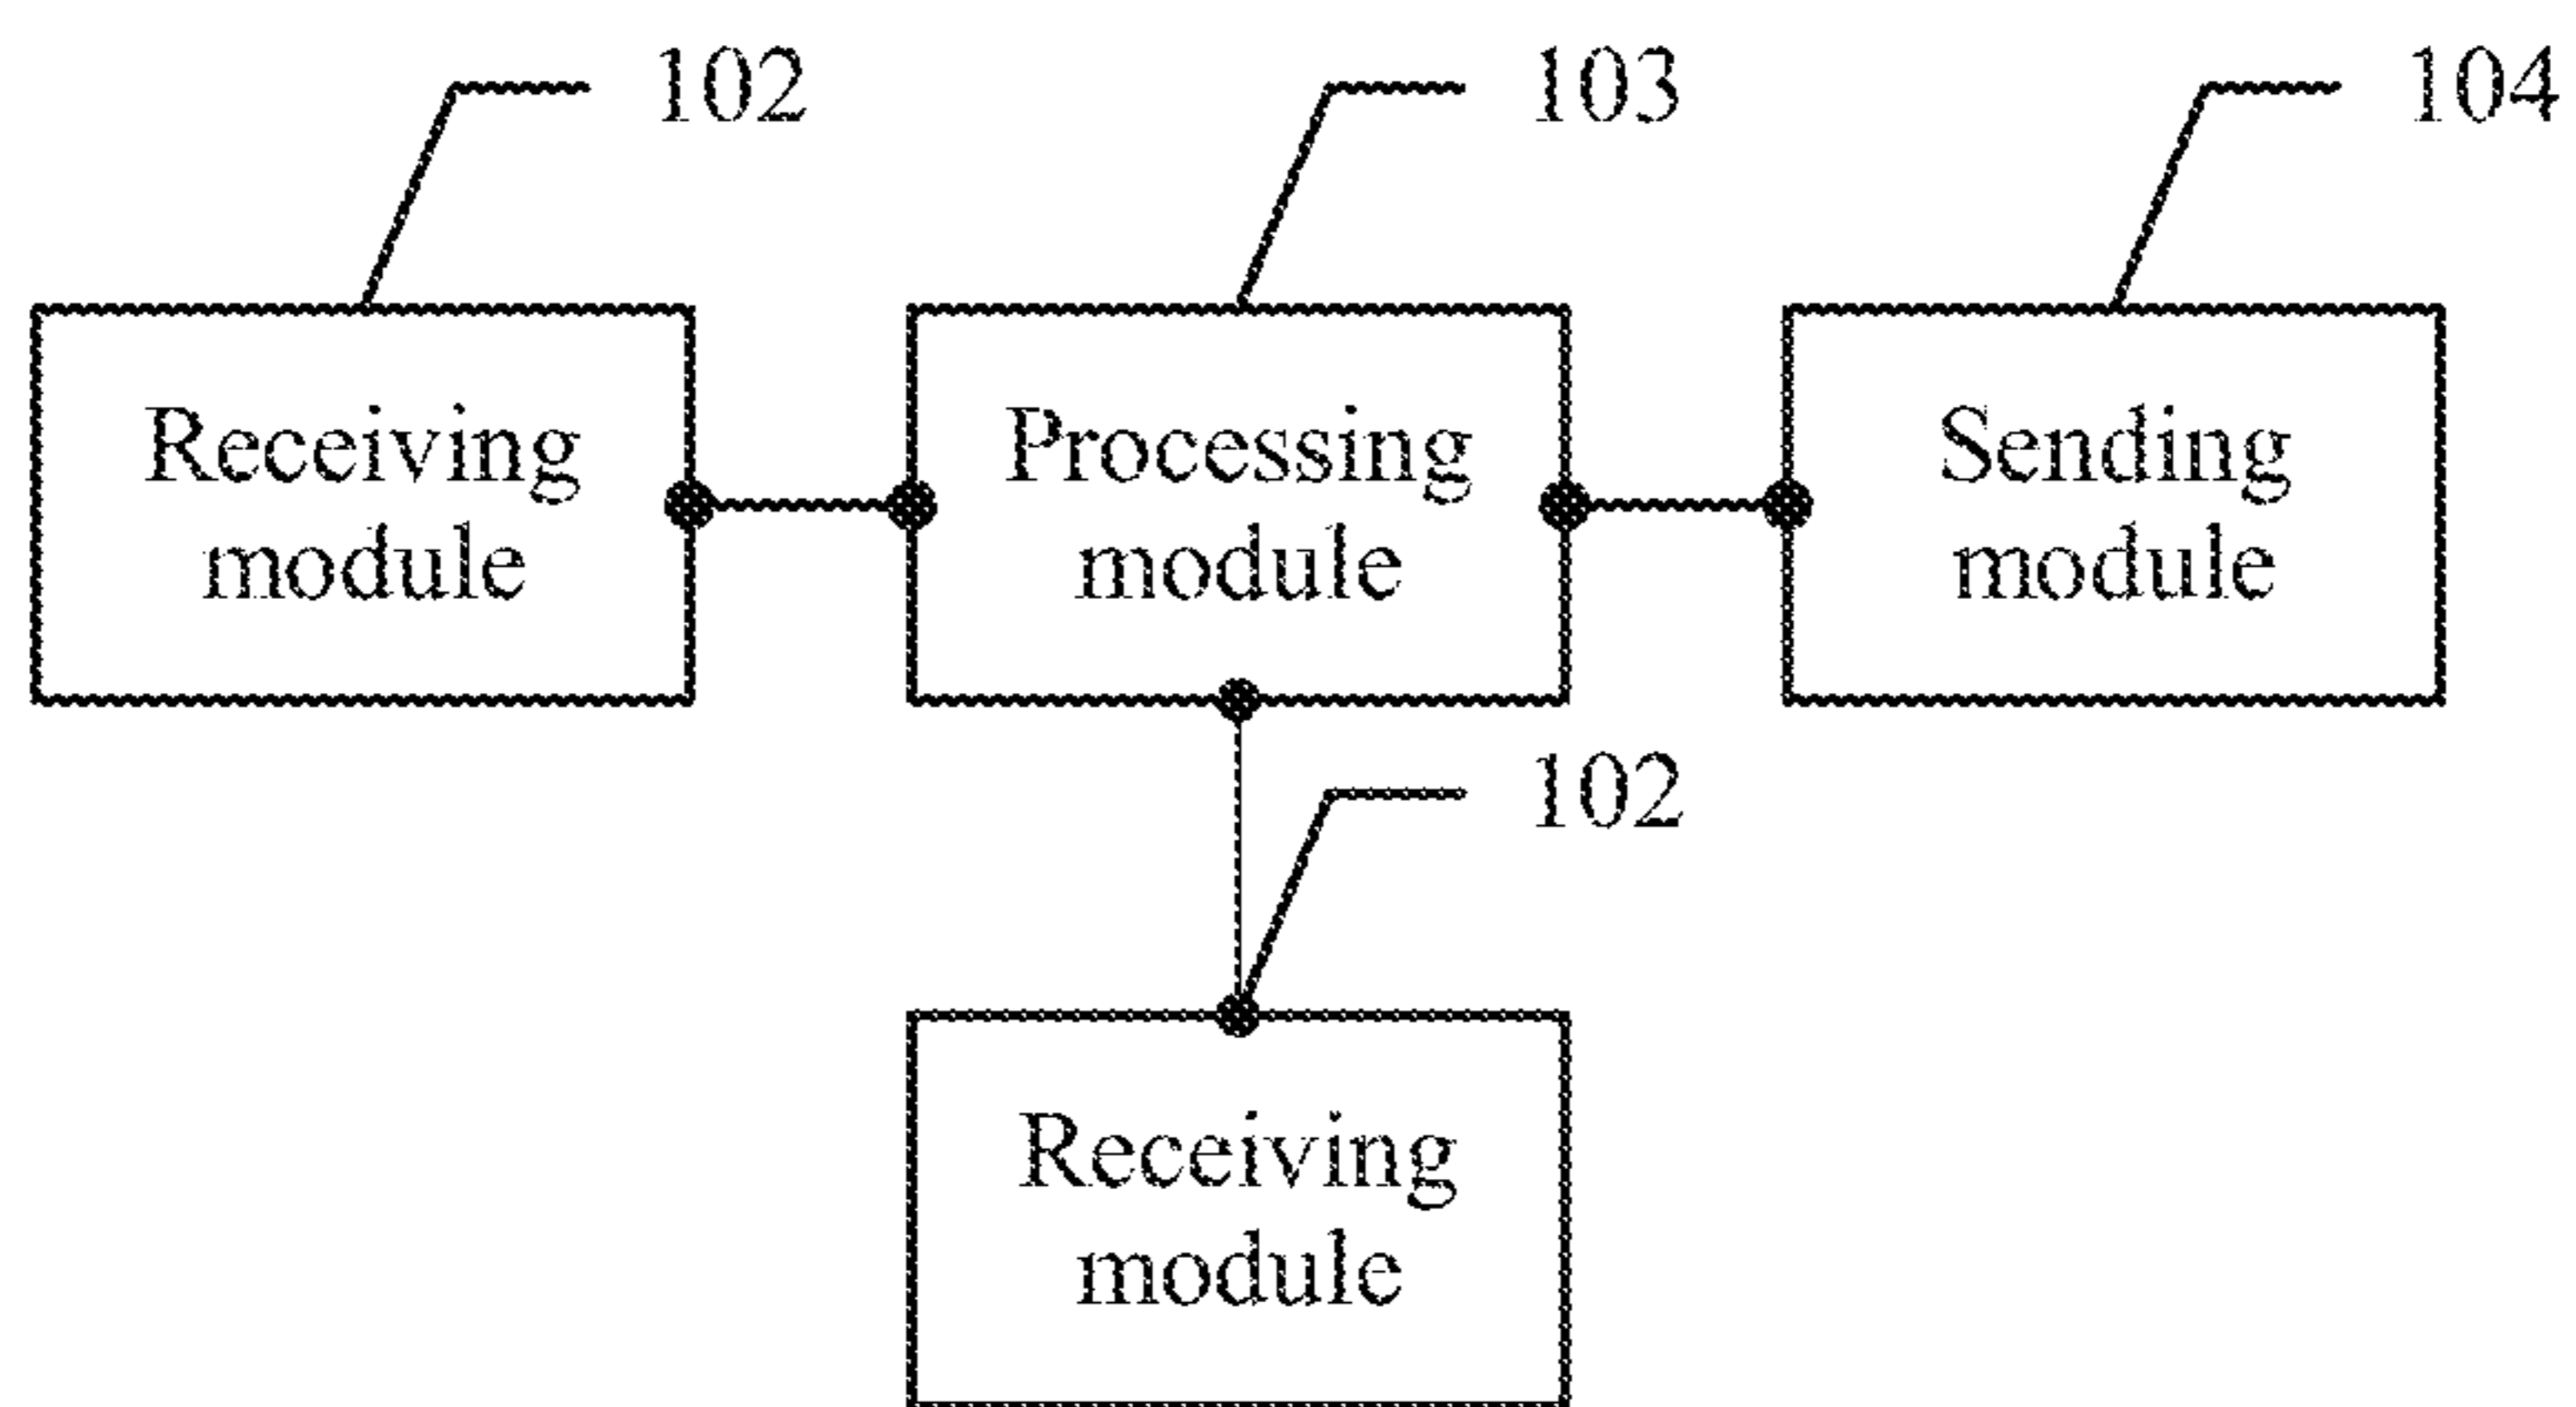 102
103
104
Receiving
module
Processing
module
Sending
module
102
Receiving
module